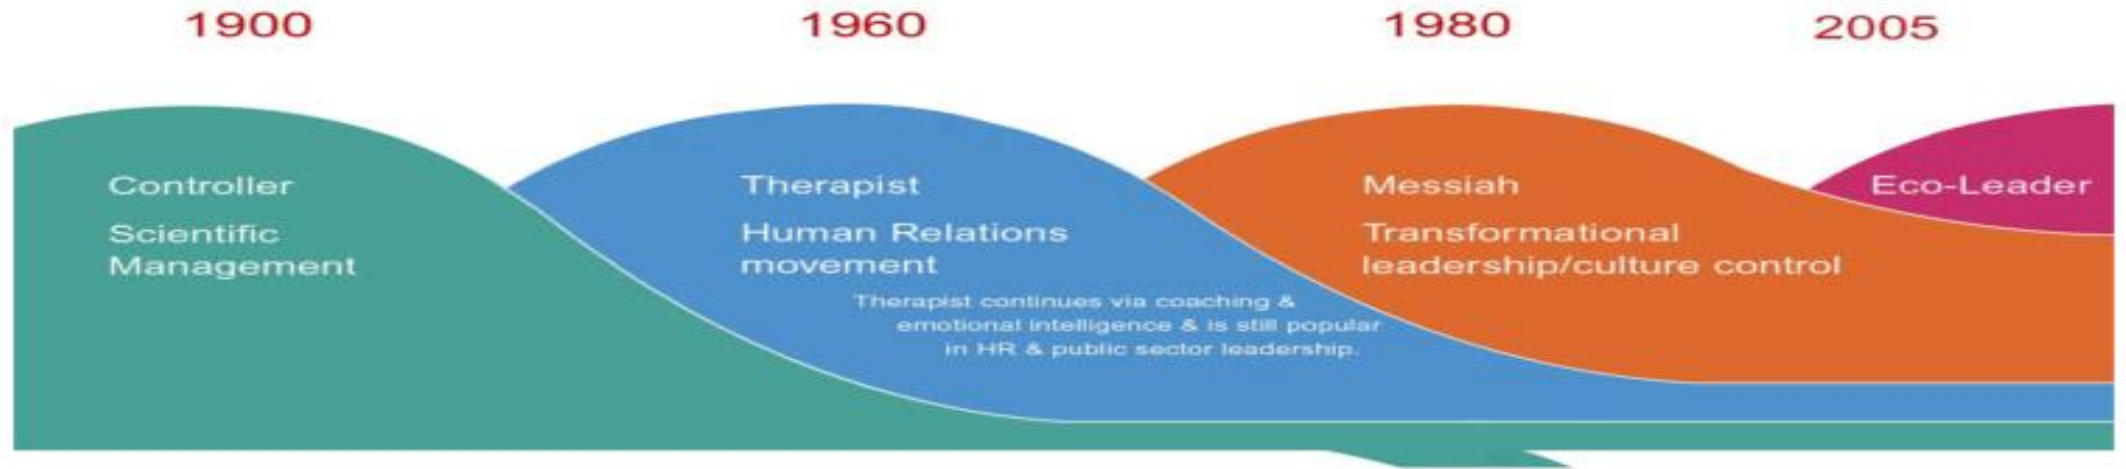 1900
1960
1980
2005
Controller
Scientific
Management
Therapist
Human Relations
movement
Therapist continues via coaching &
emotional intelligence & is still popular
in HR & public sector leadership.
Messiah
Transformational
leadership/culture control
Eco-Leader